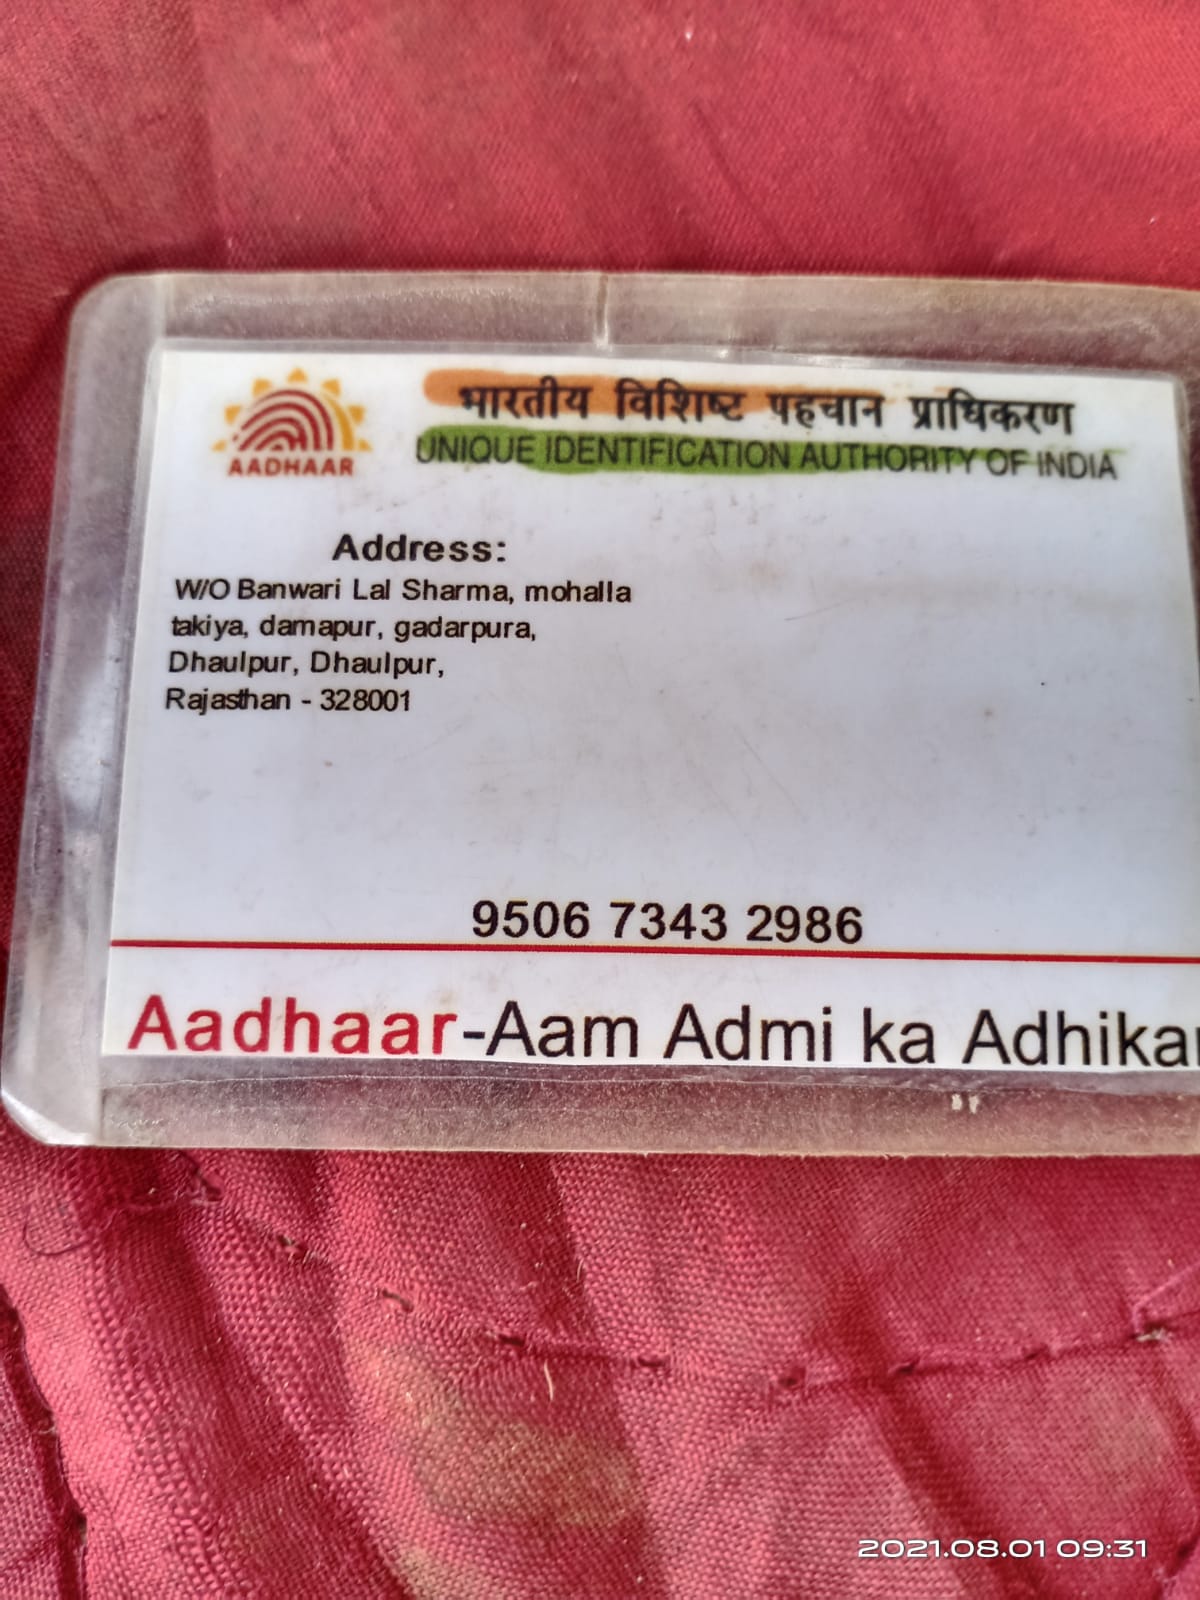 AADHAAR
भारतीय विशिष्ट पहचान प्राधिकरण
UNIQUE IDENTIFICATION AUTHORITY OF INDIA
Address:
W/O Banwari Lal Sharma, mohalla
takiya, damapur, gadarpura,
Dhaulpur, Dhaulpur,
Rajasthan - 328001
9506 7343 2986
Aadhaar-Aam Admi ka Adhika
2021.08.01 09:31